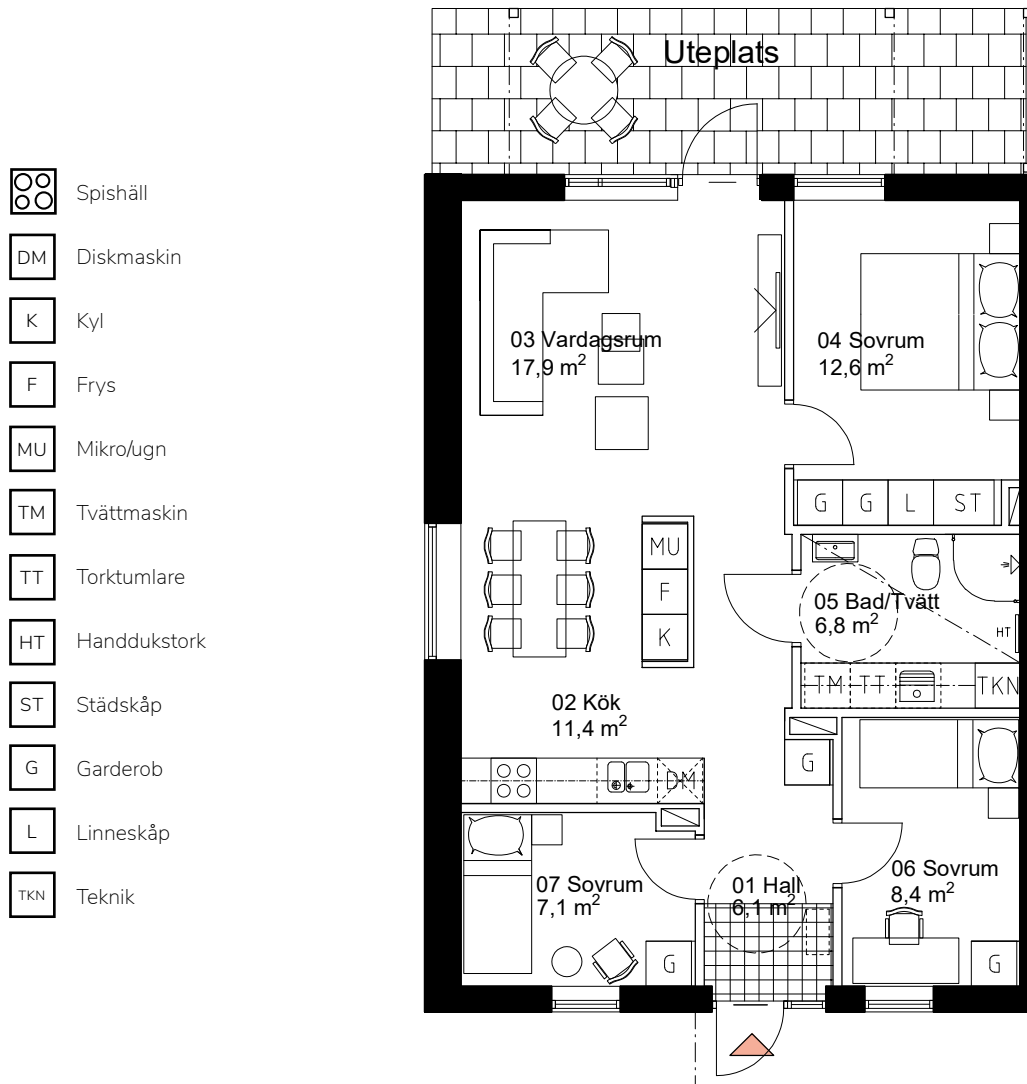 Uteplats
Spishäll
DM Diskmaskin
K Kyl
F Frys
MU Mikro/ugn
TM Tvättmaskin
TT Torktumlare
HT Handdukstork
ST Städskåp
G Garderob
L Linneskåp
TKN Teknik
03 Vardagsrum
17,9 m²
04 Sovrum
12,6 m²
G G L ST
MU
F
K
05 Bad/Tvätt
6,8 m²
HT
TM TT TKN
02 Kök
11,4 m²
G
DM
07 Sovrum
7,1 m²
G
01 Hall
6,1 m²
06 Sovrum
8,4 m²
G